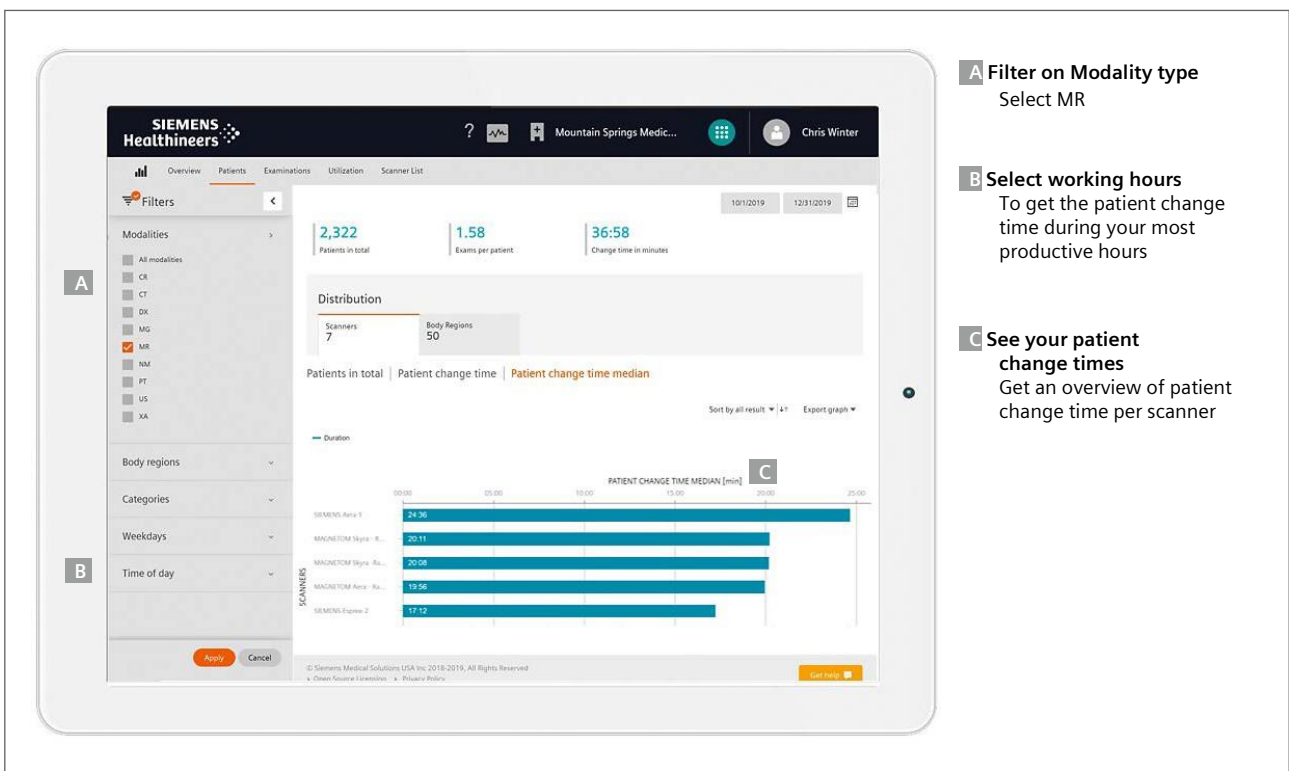 SIEMENS
Healthineers
?
Mountain Springs Medic...
Chris Winter
Overview Patients Examinations Utilization Scanner List
Filters <
10/1/2019 12/31/2019
Modalities
All modalities
CR
CT
DX
MG
MR
NM
PT
US
XA
Body regions
Categories
Weekdays
Time of day
Apply Cancel
A
B
2,322
Patients in total
1.58
Exams per patient
36:58
Change time in minutes
Distribution
Scanners
7
Body Regions
50
Patients in total | Patient change time | Patient change time median
Sort by all result Export graph
Duration
C
PATIENT CHANGE TIME MEDIAN [min]
00:00 05:00 10:00 15:00 20:00 25:00
SCANNERS
SIEMENS Aera 1 24:36
MAGNETOM Skyra - R... 20:11
MAGNETOM Skyra -Ra... 20:08
MAGNETOM Aera - Ra... 19:56
SIEMENS Espree 2 17:12
© Siemens Medical Solutions USA Inc 2018-2019, All Rights Reserved
Open Source Licensing Privacy Policy
Get help
A Filter on Modality type
Select MR
B Select working hours
To get the patient change
time during your most
productive hours
C See your patient
change times
Get an overview of patient
change time per scanner